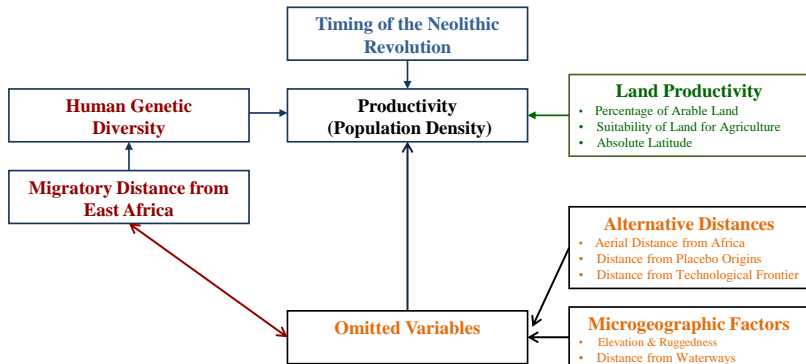 Timing of the Neolithic
Revolution
Human Genetic
Diversity
Productivity
(Population Density)
Land Productivity
• Percentage of Arable Land
• Suitability of Land for Agriculture
• Absolute Latitude
Migratory Distance from
East Africa
Alternative Distances
• Aerial Distance from Africa
• Distance from Placebo Origins
• Distance from Technological Frontier
Omitted Variables
Microgeographic Factors
• Elevation & Ruggedness
• Distance from Waterways